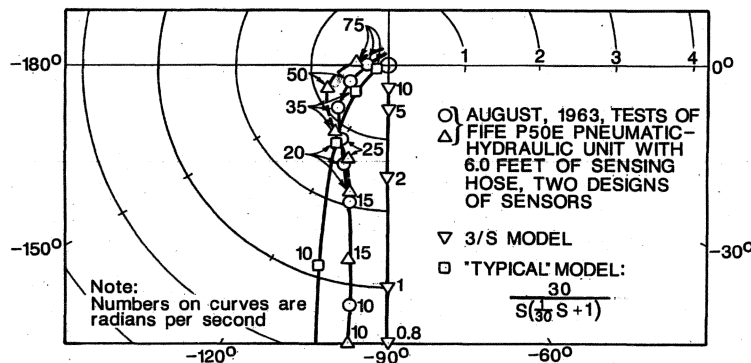 75
-180° 1 2 3 4 0°
50
10
35
5
AUGUST, 1963, TESTS OF
FIFE P50E PNEUMATIC-
HYDRAULIC UNIT WITH
6.0 FEET OF SENSING
HOSE, TWO DESIGNS
OF SENSORS
25
20
2
15
3/S MODEL
-150° -30°
10 15
"TYPICAL" MODEL:
30
S(1/30 S+1)
Note:
Numbers on curves are
radians per second
1
10
10 0.8
-120° -90° -60°